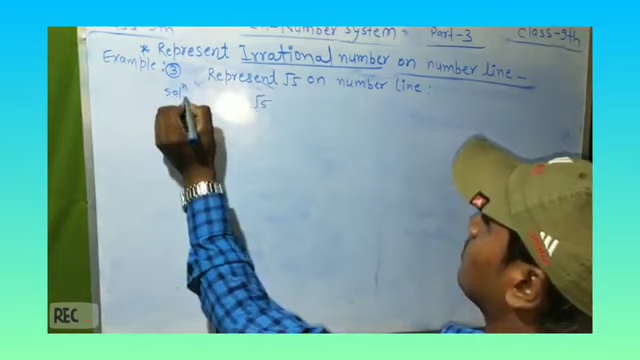 Number System Part-3 Class-9th
* Represent Irrational number on number line –
Example: ③
Represent √5 on number line :
Solⁿ
√5
REC